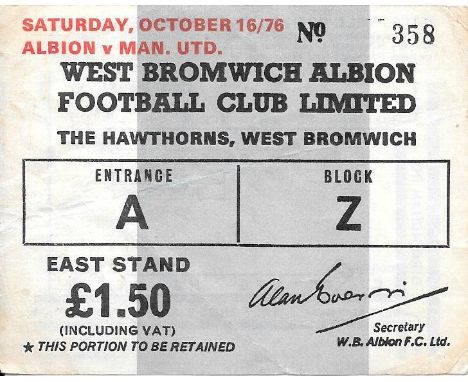 SATURDAY, OCTOBER 16/76 Nº 358
ALBION v MAN. UTD.
WEST BROMWICH ALBION
FOOTBALL CLUB LIMITED
THE HAWTHORNS, WEST BROMWICH
ENTRANCE BLOCK
A Z
EAST STAND
£1.50
(INCLUDING VAT)
★ THIS PORTION TO BE RETAINED
Alan
Secretary
W.B. Albion F.C. Ltd.